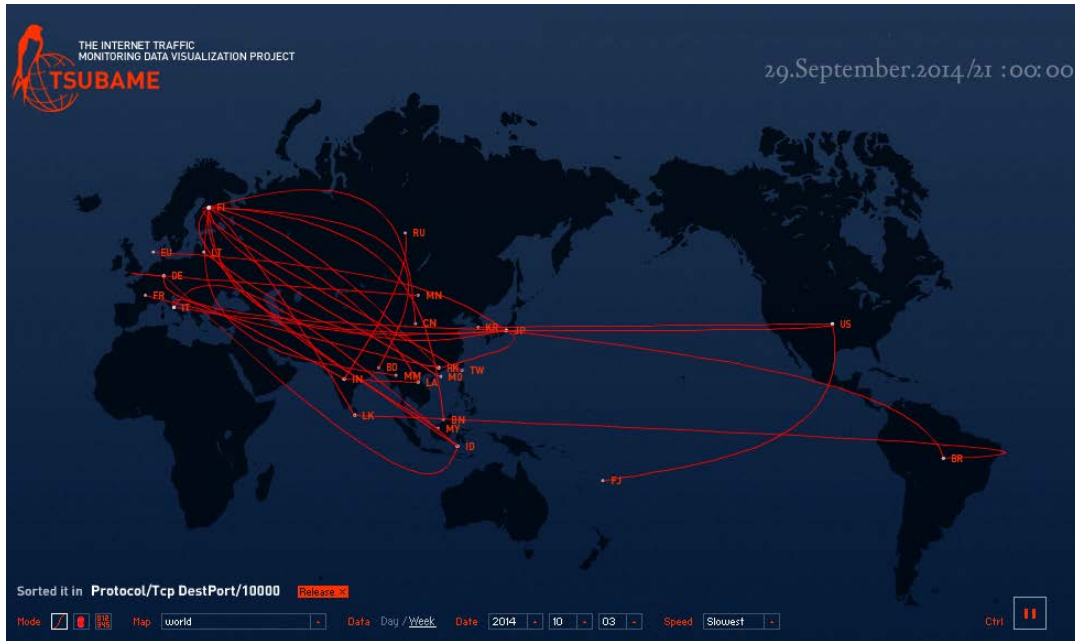 THE INTERNET TRAFFIC
MONITORING DATA VISUALIZATION PROJECT
TSUBAME
29.September.2014/21 :00:00
FI
RU
EU
LT
DE
FR
IT
MN
CN
KR
JP
US
BD
MM
HK
TW
IN
LA
MO
LK
BN
MY
ID
FJ
BR
Sorted it in Protocol/Tcp DestPort/10000 Release ×
Mode 012 345 Map world Data Day / Week Date 2014 10 03 Speed Slowest Ctrl